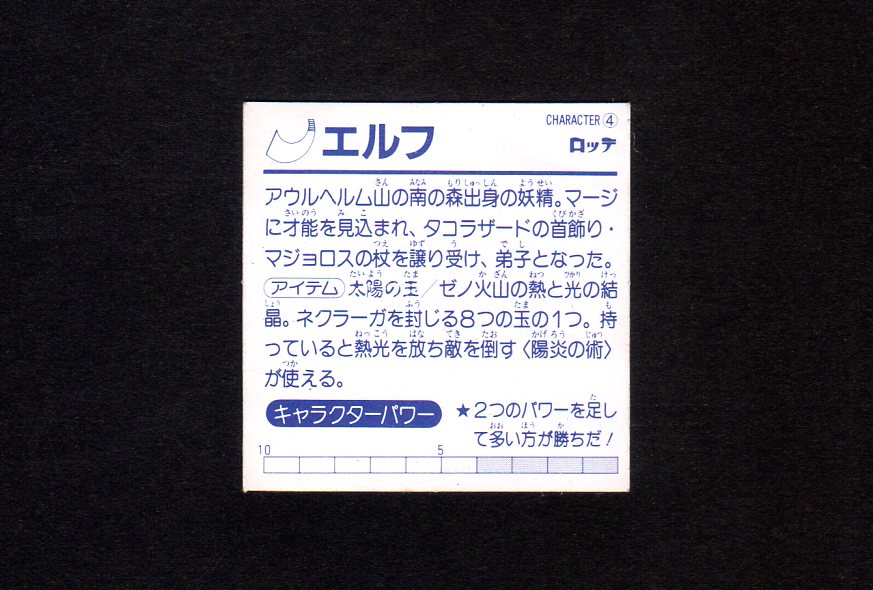 CHARACTER④
エルフ
ロッテ
アウルヘルム山の南の森出身の妖精。マージ
に才能を見込まれ、タコラザードの首飾り・
マジョロスの杖を譲り受け、弟子となった。
アイテム 太陽の玉／ゼノ火山の熱と光の結
晶。ネクラーガを封じる8つの玉の1つ。持
っていると熱光を放ち敵を倒す〈陽炎の術〉
が使える。
キャラクターパワー
★2つのパワーを足し
て多い方が勝ちだ！
10 5